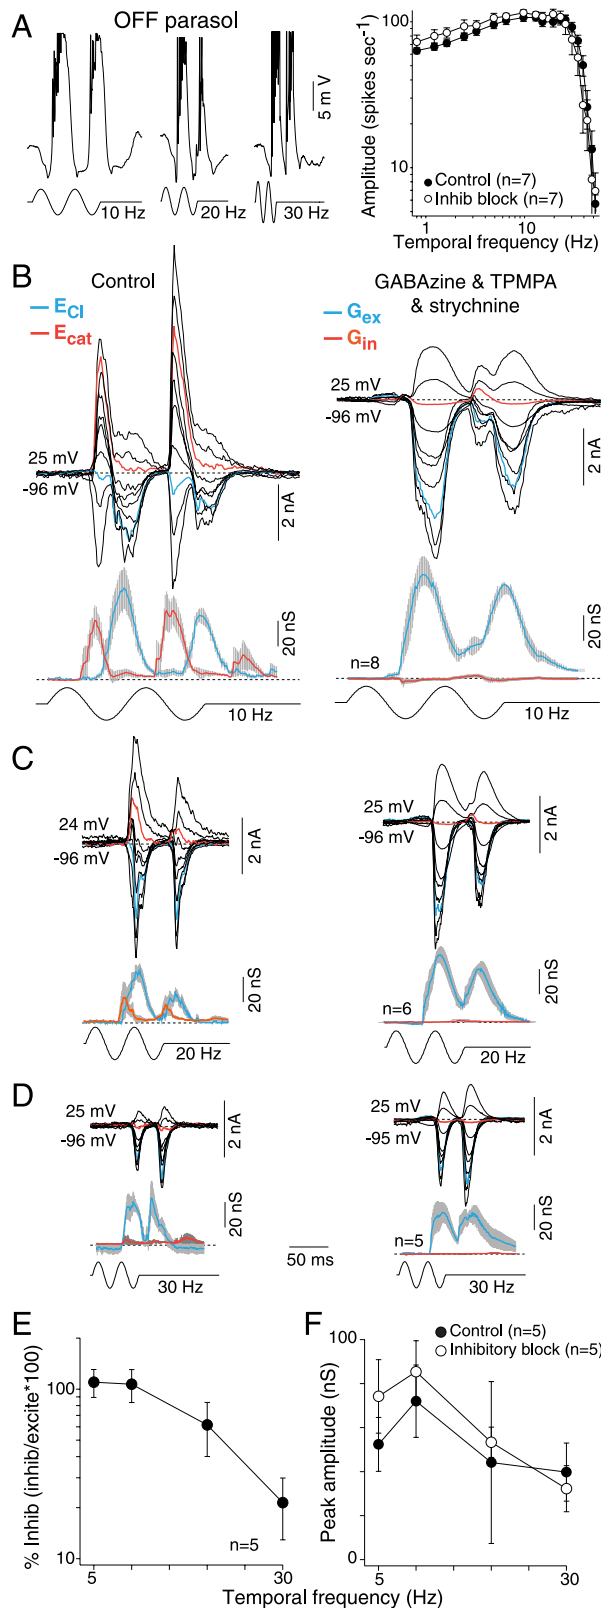 A
OFF parasol
5 mV
10 Hz
20 Hz
30 Hz
Amplitude (spikes sec-1)
100
10
Control (n=7)
Inhib block (n=7)
1
10
Temporal frequency (Hz)
B
Control
GABAzine & TPMPA
& strychnine
ECl
Ecat
Gex
Gin
25 mV
-96 mV
2 nA
25 mV
-96 mV
2 nA
20 nS
20 nS
n=8
10 Hz
10 Hz
C
24 mV
-96 mV
2 nA
25 mV
-96 mV
2 nA
20 nS
20 nS
n=6
20 Hz
20 Hz
D
25 mV
-96 mV
2 nA
25 mV
-95 mV
2 nA
20 nS
20 nS
n=5
50 ms
30 Hz
30 Hz
E
% Inhib (inhib/excite*100)
100
10
n=5
5
30
F
Control (n=5)
Inhibitory block (n=5)
Peak amplitude (nS)
100
0
5
30
Temporal frequency (Hz)